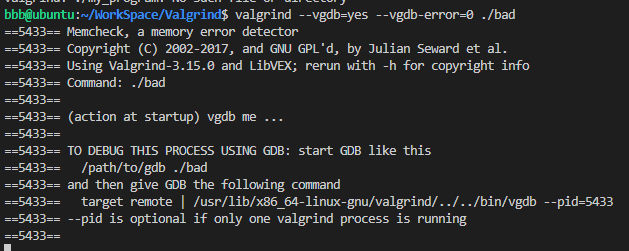 bbb@ubuntu:~/WorkSpace/Valgrind$ valgrind --vgdb=yes --vgdb-error=0 ./bad
==5433== Memcheck, a memory error detector
==5433== Copyright (C) 2002-2017, and GNU GPL'd, by Julian Seward et al.
==5433== Using Valgrind-3.15.0 and LibVEX; rerun with -h for copyright info
==5433== Command: ./bad
==5433==
==5433== (action at startup) vgdb me ...
==5433==
==5433== TO DEBUG THIS PROCESS USING GDB: start GDB like this
==5433==   /path/to/gdb ./bad
==5433== and then give GDB the following command
==5433==   target remote | /usr/lib/x86_64-linux-gnu/valgrind/../../bin/vgdb --pid=5433
==5433== --pid is optional if only one valgrind process is running
==5433==